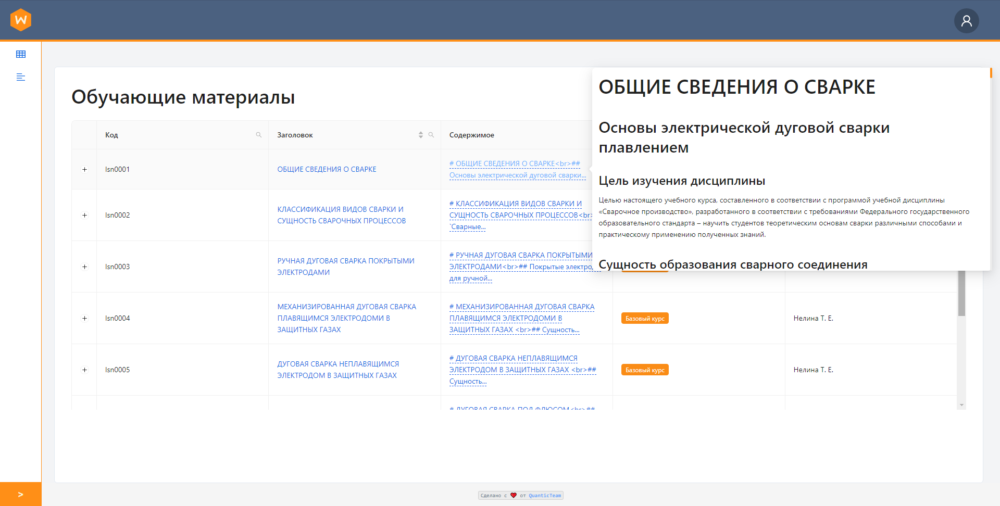 W
Обучающие материалы
Код
Заголовок
Содержимое
lsn0001
ОБЩИЕ СВЕДЕНИЯ О СВАРКЕ
# ОБЩИЕ СВЕДЕНИЯ О СВАРКЕ<br>##
Основы электрической дуговой сварки...
lsn0002
КЛАССИФИКАЦИЯ ВИДОВ СВАРКИ И
СУЩНОСТЬ СВАРОЧНЫХ ПРОЦЕССОВ
# КЛАССИФИКАЦИЯ ВИДОВ СВАРКИ И
СУЩНОСТЬ СВАРОЧНЫХ ПРОЦЕССОВ<br>
`Сварные...
lsn0003
РУЧНАЯ ДУГОВАЯ СВАРКА ПОКРЫТЫМИ
ЭЛЕКТРОДАМИ
# РУЧНАЯ ДУГОВАЯ СВАРКА ПОКРЫТЫМИ
ЭЛЕКТРОДАМИ<br>## Покрытые электро
для ручной...
lsn0004
МЕХАНИЗИРОВАННАЯ ДУГОВАЯ СВАРКА
ПЛАВЯЩИМСЯ ЭЛЕКТРОДОМИ В
ЗАЩИТНЫХ ГАЗАХ
# МЕХАНИЗИРОВАННАЯ ДУГОВАЯ СВАРКА
ПЛАВЯЩИМСЯ ЭЛЕКТРОДОМИ В
ЗАЩИТНЫХ ГАЗАХ <br>## Сущность...
Базовый курс
Нелина Т. Е.
lsn0005
ДУГОВАЯ СВАРКА НЕПЛАВЯЩИМСЯ
ЭЛЕКТРОДОМ В ЗАЩИТНЫХ ГАЗАХ
# ДУГОВАЯ СВАРКА НЕПЛАВЯЩИМСЯ
ЭЛЕКТРОДОМ В ЗАЩИТНЫХ ГАЗАХ <br>##
Сущность...
Базовый курс
Нелина Т. Е.
# ДУГОВАЯ СВАРКА ПОД ФЛЮСОМ<br>##
ОБЩИЕ СВЕДЕНИЯ О СВАРКЕ
Основы электрической дуговой сварки
плавлением
Цель изучения дисциплины
Целью настоящего учебного курса, составленного в соответствии с программой учебной дисциплины
«Сварочное производство», разработанного в соответствии с требованиями Федерального государственного
образовательного стандарта – научить студентов теоретическим основам сварки различными способами и
практическому применению полученных знаний.
Сущность образования сварного соединения
>
Сделано с ❤ от QuanticTeam